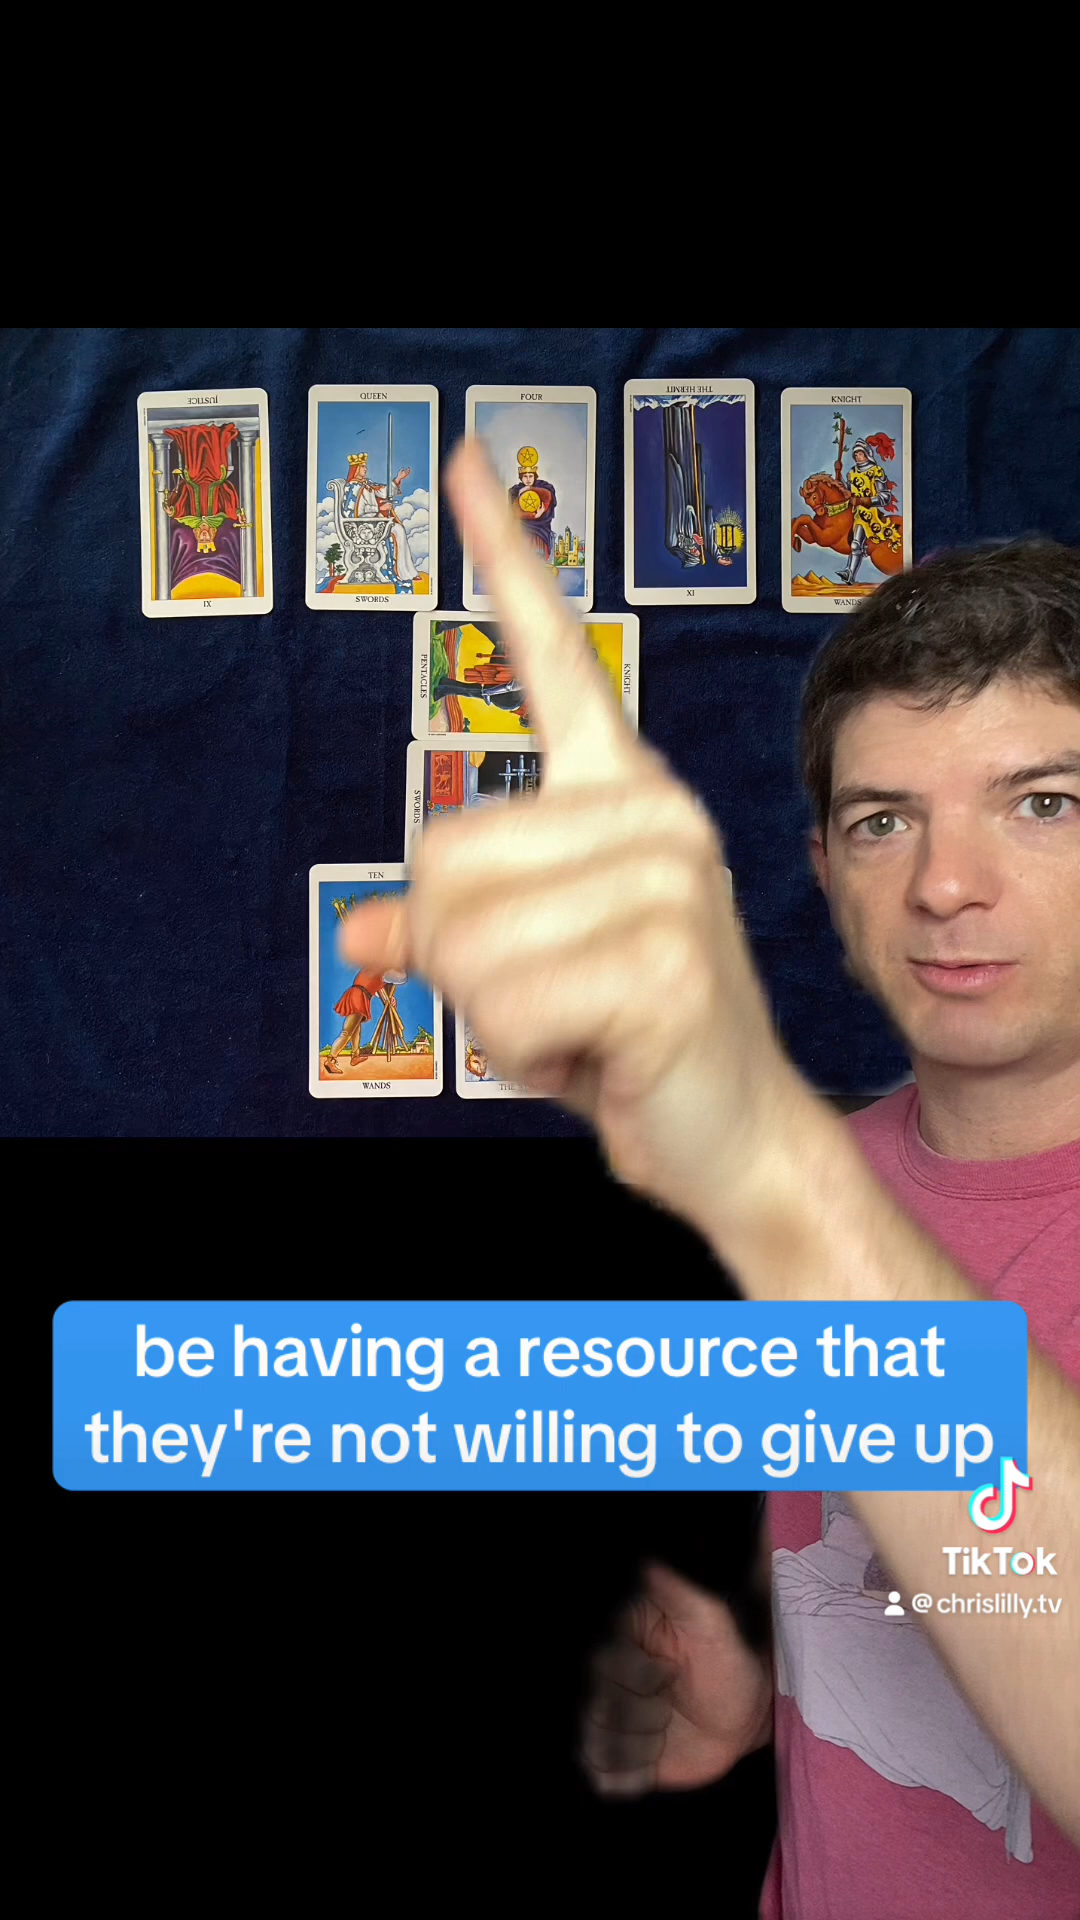 JUSTICE
QUEEN
FOUR
THE HERMIT
KNIGHT
XI
SWORDS
IX
WANDS
PENTACLES
KNIGHT
SWORDS
TEN
WANDS
THE
be having a resource that
they're not willing to give up
TikTok
@chrislilly.tv